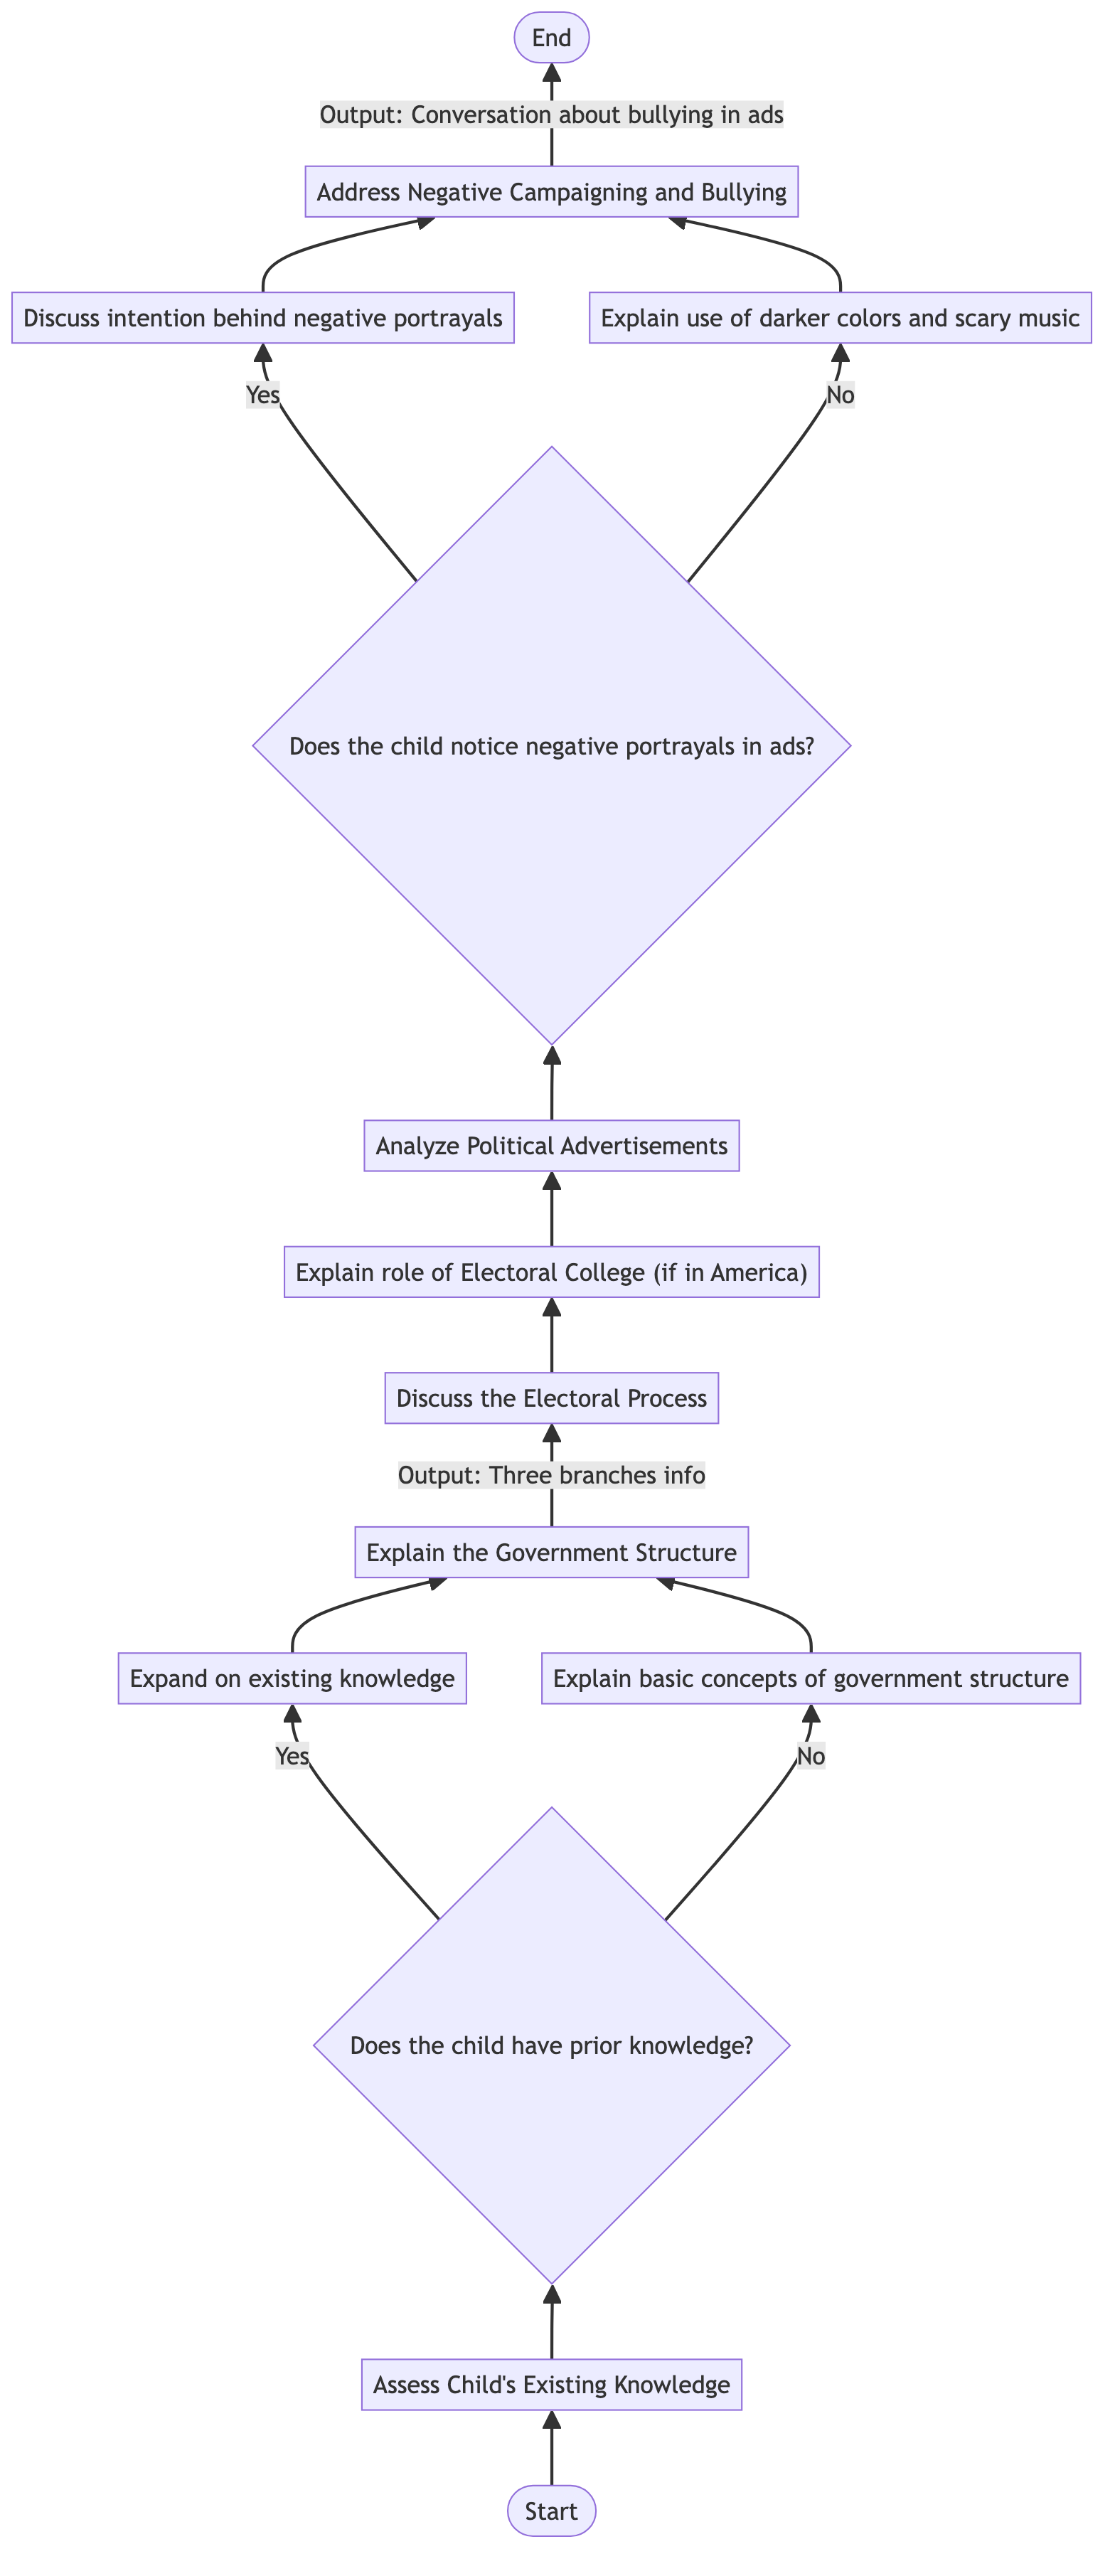 End
Output: Conversation about bullying in ads
Address Negative Campaigning and Bullying
Discuss intention behind negative portrayals
Explain use of darker colors and scary music
Yes
No
Does the child notice negative portrayals in ads?
Analyze Political Advertisements
Explain role of Electoral College (if in America)
Discuss the Electoral Process
Output: Three branches info
Explain the Government Structure
Expand on existing knowledge
Explain basic concepts of government structure
Yes
No
Does the child have prior knowledge?
Assess Child's Existing Knowledge
Start